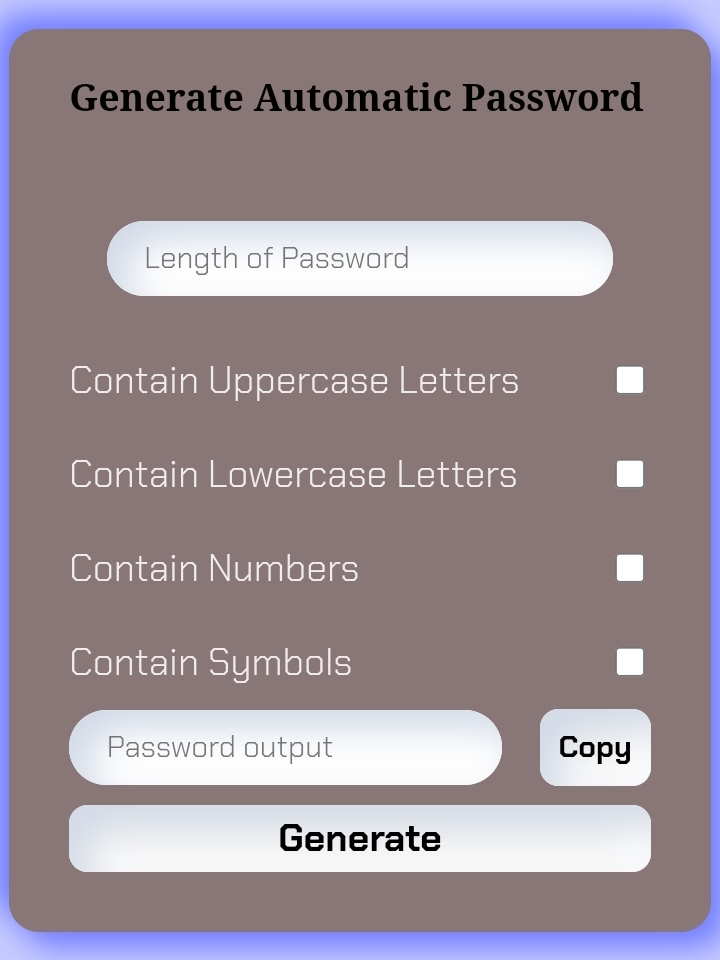 Generate Automatic Password
Length of Password
Contain Uppercase Letters
Contain Lowercase Letters
Contain Numbers
Contain Symbols
Password output
Copy
Generate